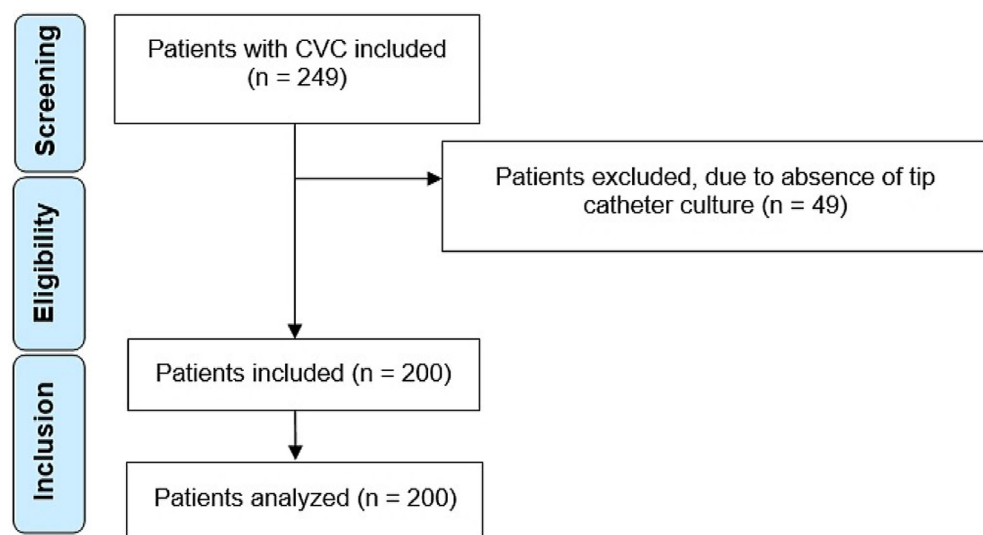 Screening
Patients with CVC included
(n = 249)
Patients excluded, due to absence of tip
catheter culture (n = 49)
Eligibility
Patients included (n = 200)
Inclusion
Patients analyzed (n = 200)